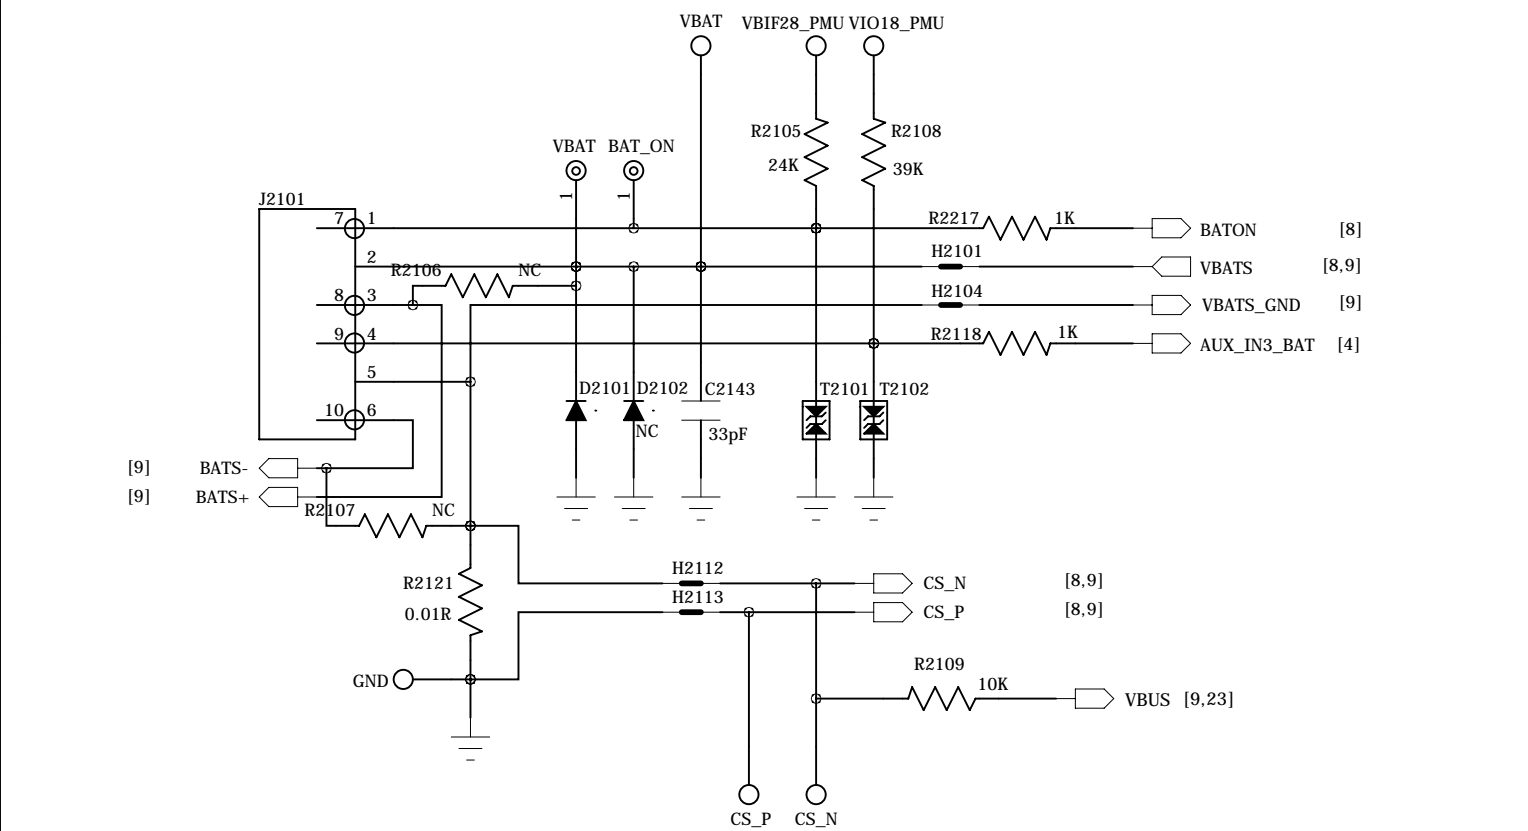 VBAT VBIF28_PMU VIO18_PMU
R2105 R2108
24K 39K
VBAT BAT_ON
1 1
J2101
7 1 R2217 1K BATON [8]
2 H2101 VBATS [8,9]
R2106 NC
8 3 H2104 VBATS_GND [9]
9 4 R2118 1K AUX_IN3_BAT [4]
5
D2101 D2102 C2143 T2101 T2102
10 6
NC 33pF
[9] BATS-
[9] BATS+
R2107 NC
H2112 CS_N [8,9]
R2121
H2113 CS_P [8,9]
0.01R
R2109
GND 10K
VBUS [9,23]
CS_P CS_N